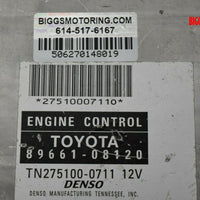 BIGGSMOTORING.COM
614-517-6167
506270148019
*27510007110*
ENGINE CONTROL
TOYOTA
89661-08120
TN275100-0711 12V
DENSO
DENSO MANUFACTURING TENNESSEE, INC.